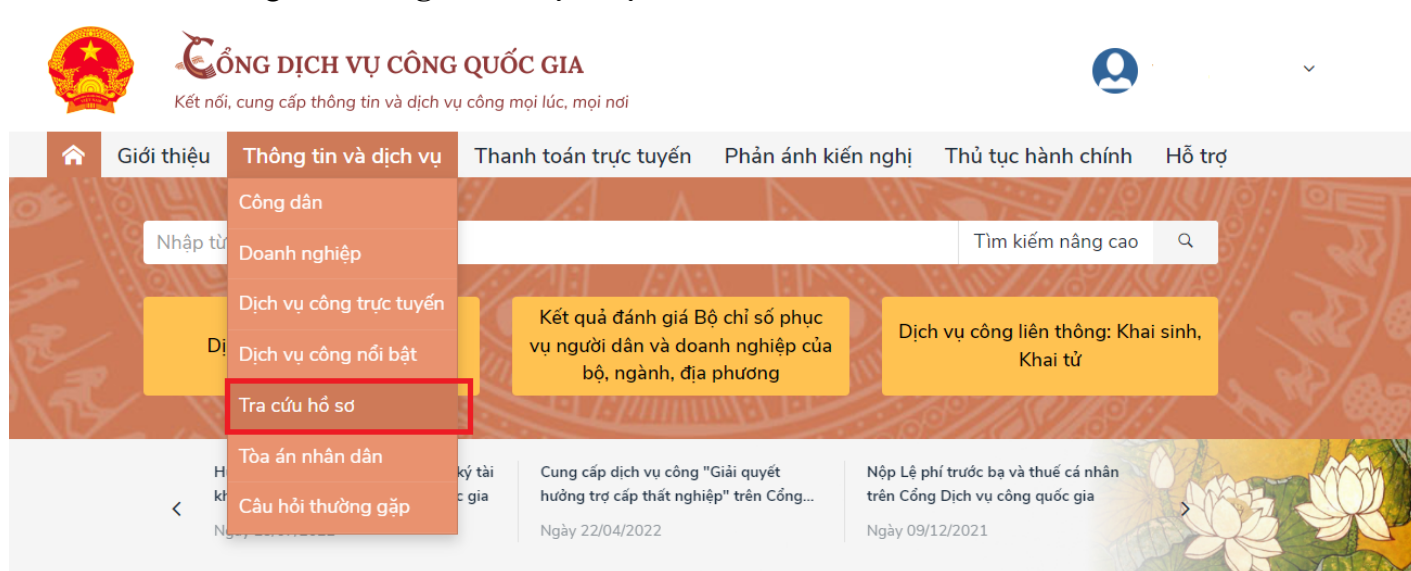 CỔNG DỊCH VỤ CÔNG QUỐC GIA
Kết nối, cung cấp thông tin và dịch vụ công mọi lúc, mọi nơi
Giới thiệu Thông tin và dịch vụ Thanh toán trực tuyến Phản ánh kiến nghị Thủ tục hành chính Hỗ trợ
Công dân
Nhập từ Tìm kiếm nâng cao
Doanh nghiệp
Dịch vụ công trực tuyến
Dịch vụ công nổi bật
Tra cứu hồ sơ
Tòa án nhân dân
Câu hỏi thường gặp
Kết quả đánh giá Bộ chỉ số phục
vụ người dân và doanh nghiệp của
bộ, ngành, địa phương
Dịch vụ công liên thông: Khai sinh,
Khai tử
ký tài
c gia
Cung cấp dịch vụ công "Giải quyết
hưởng trợ cấp thất nghiệp" trên Cổng...
Ngày 22/04/2022
Nộp Lệ phí trước bạ và thuế cá nhân
trên Cổng Dịch vụ công quốc gia
Ngày 09/12/2021